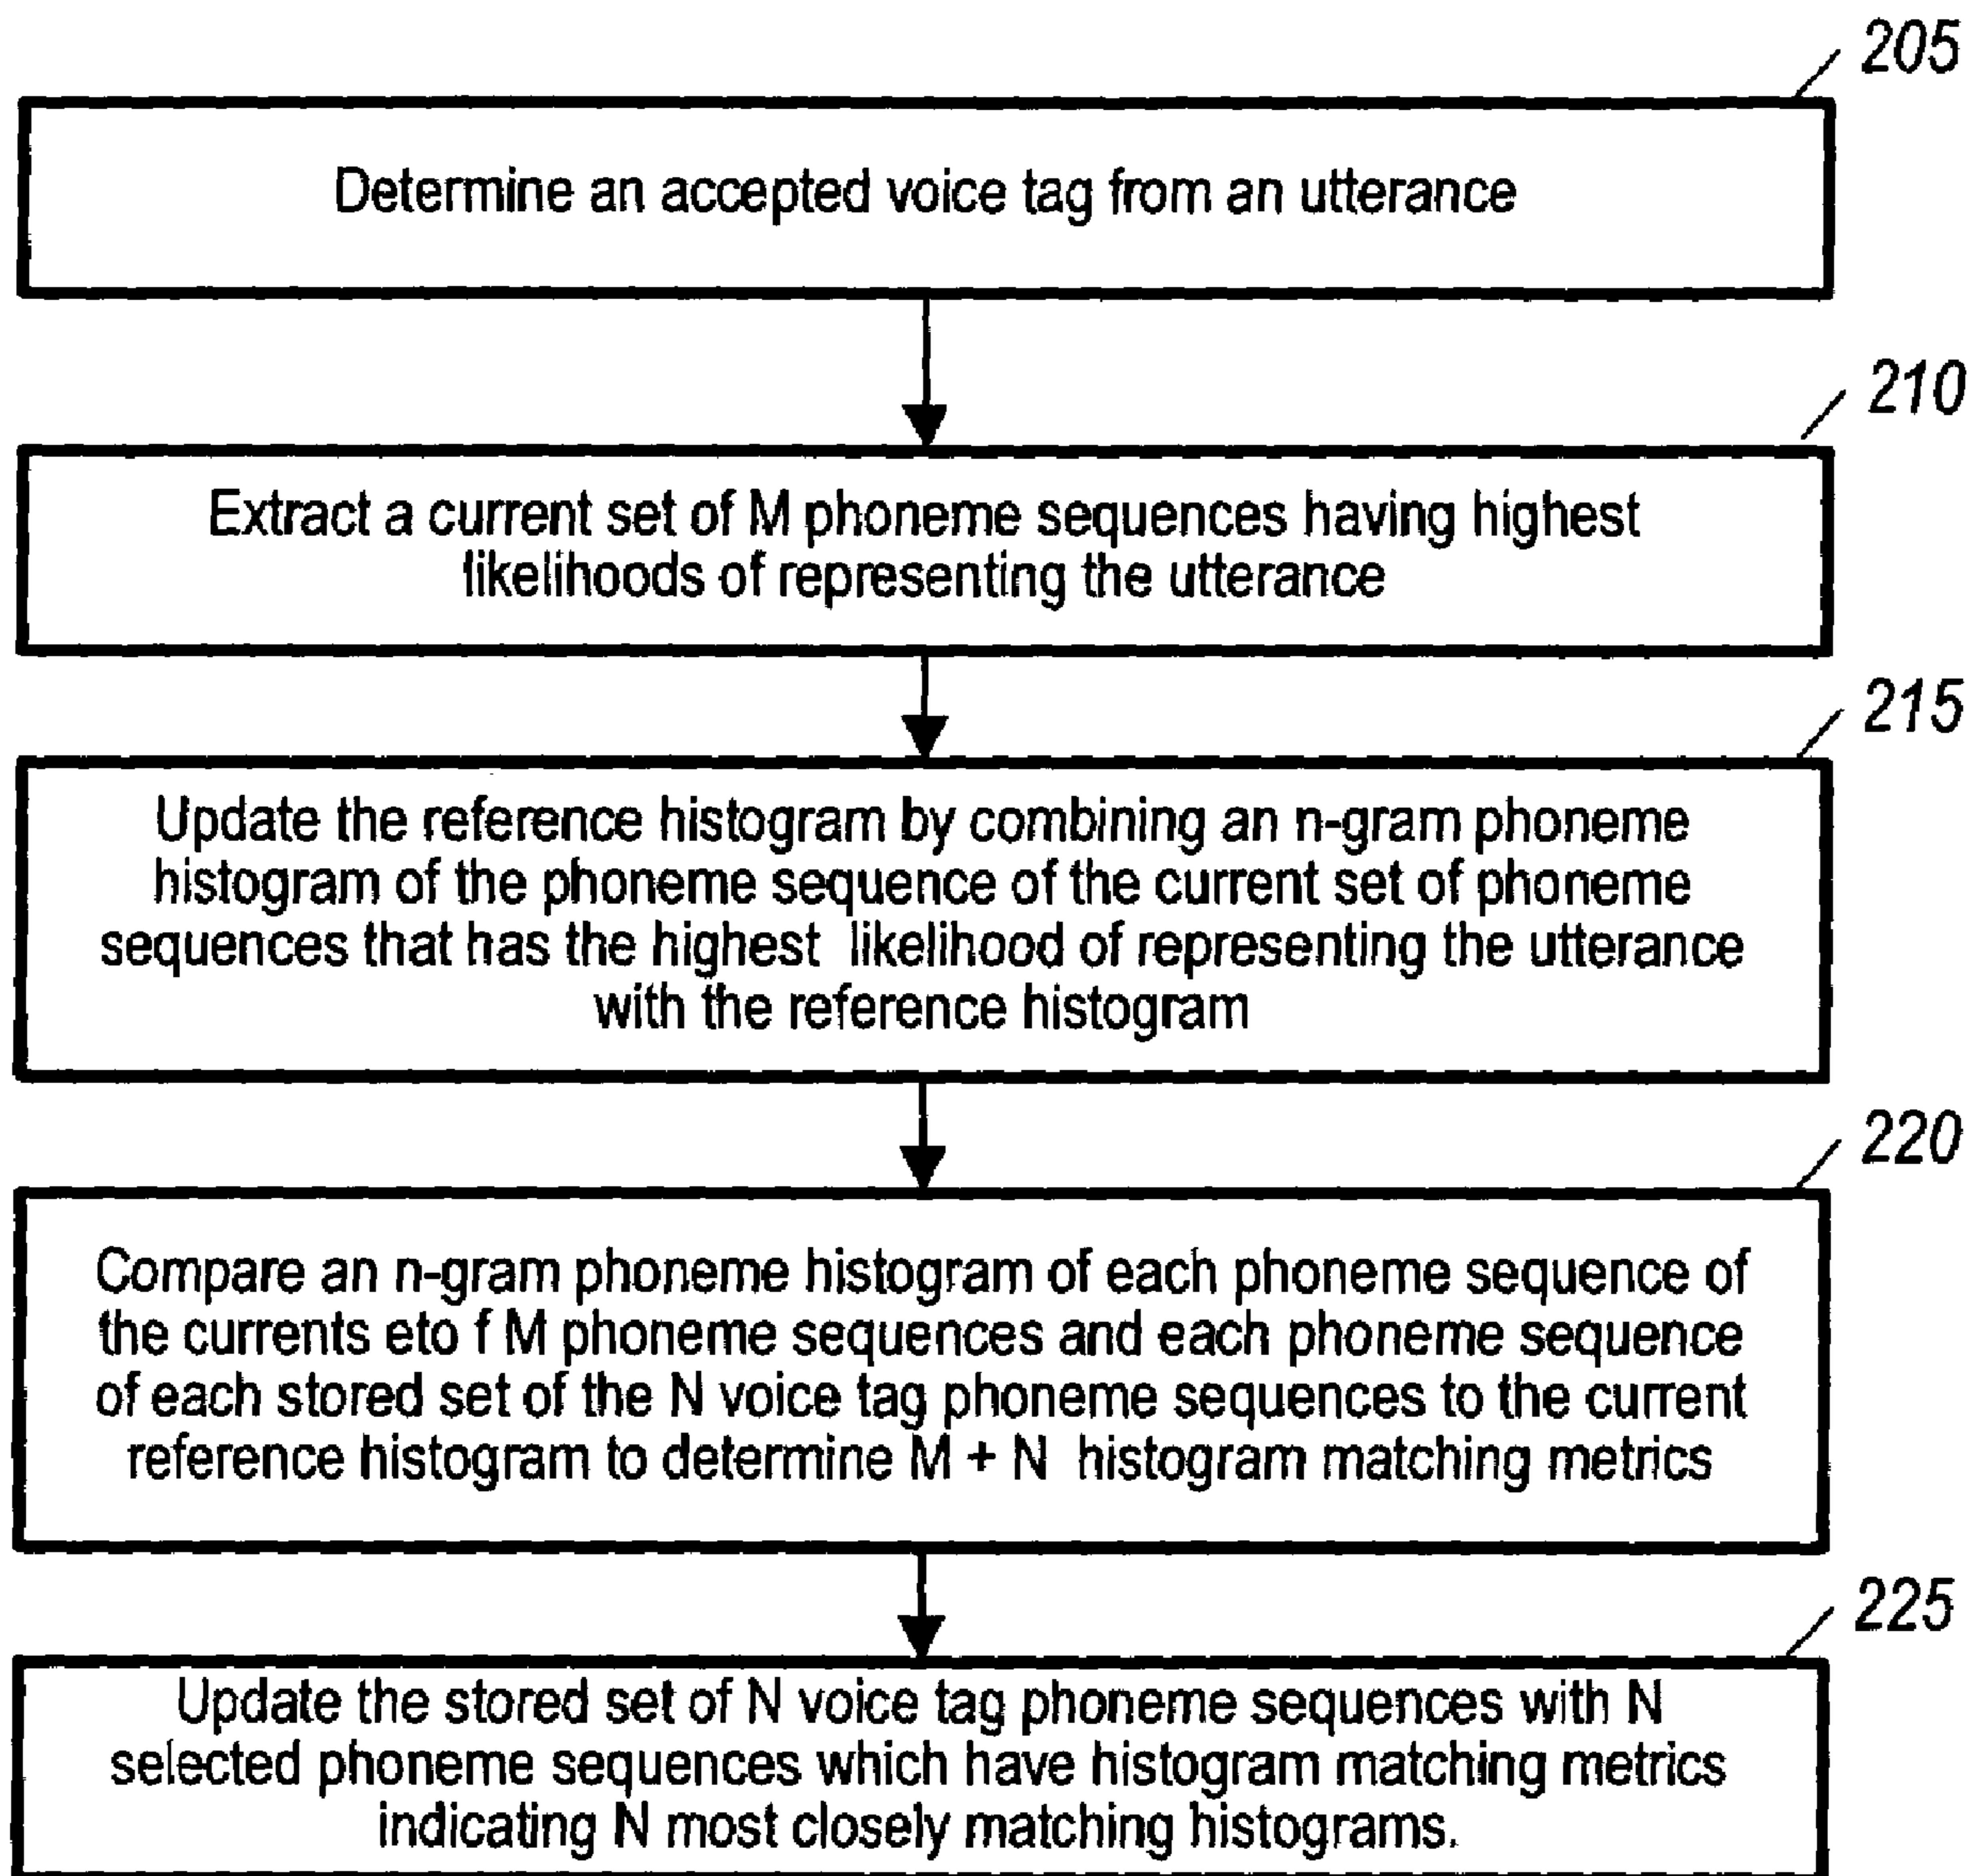 205
Determine an accepted voice tag from an utterance
210
Extract a current set of M phoneme sequences having highest
likelihoods of representing the utterance
215
Update the reference histogram by combining an n-gram phoneme
histogram of the phoneme sequence of the current set of phoneme
sequences that has the highest likelihood of representing the utterance
with the reference histogram
220
Compare an n-gram phoneme histogram of each phoneme sequence of
the currents eto f M phoneme sequences and each phoneme sequence
of each stored set of the N voice tag phoneme sequences to the current
reference histogram to determine M + N histogram matching metrics
225
Update the stored set of N voice tag phoneme sequences with N
selected phoneme sequences which have histogram matching metrics
indicating N most closely matching histograms.